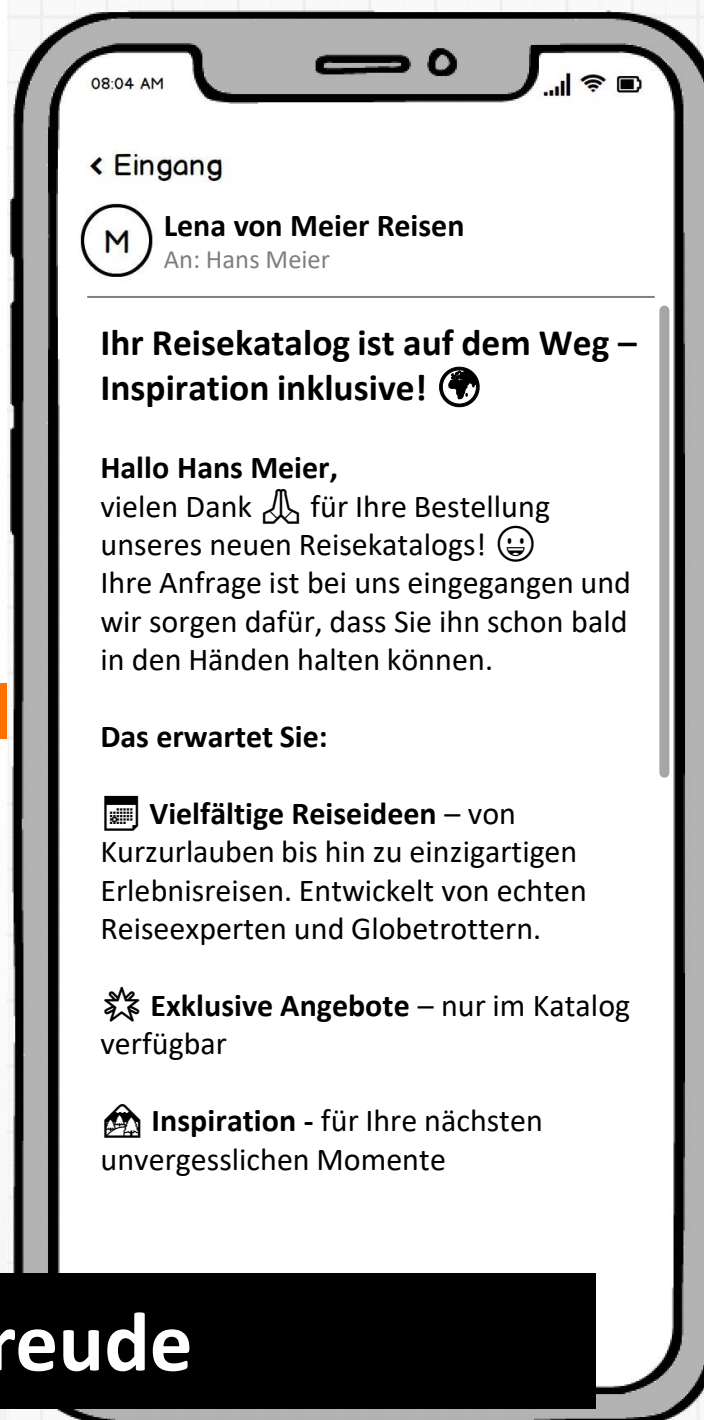 08:04 AM
< Eingang
M
Lena von Meier Reisen
An: Hans Meier
Ihr Reisekatalog ist auf dem Weg –
Inspiration inklusive! 🌍
Hallo Hans Meier,
vielen Dank 🙏 für Ihre Bestellung
unseres neuen Reisekatalogs! 😀
Ihre Anfrage ist bei uns eingegangen und
wir sorgen dafür, dass Sie ihn schon bald
in den Händen halten können.
Das erwartet Sie:
Vielfältige Reiseideen – von
Kurzurlauben bis hin zu einzigartigen
Erlebnisreisen. Entwickelt von echten
Reiseexperten und Globetrottern.
Exklusive Angebote – nur im Katalog
verfügbar
Inspiration - für Ihre nächsten
unvergesslichen Momente
reude